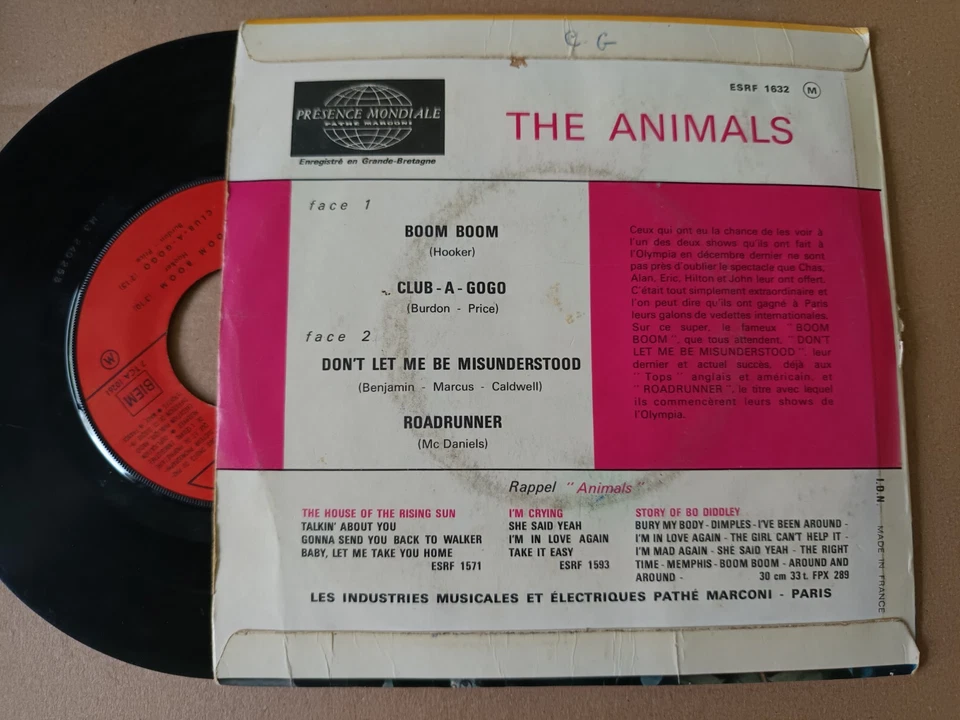 Q G
ESRF 1632 M
PRÉSENCE MONDIALE
PATHÉ MARCONI
Enregistré en Grande-Bretagne
THE ANIMALS
face 1
BOOM BOOM
(Hooker)
CLUB - A - GOGO
(Burdon - Price)
face 2
DON'T LET ME BE MISUNDERSTOOD
(Benjamin - Marcus - Caldwell)
ROADRUNNER
(Mc Daniels)
Ceux qui ont eu la chance de les voir à
l'un des deux shows qu'ils ont fait à
l'Olympia en décembre dernier ne sont
pas près d'oublier le spectacle que Chas,
Alan, Eric, Hilton et John leur ont offert.
C'était tout simplement extraordinaire et
l'on peut dire qu'ils ont gagné à Paris
leurs galons de vedettes internationales.
Sur ce super, le fameux "BOOM
BOOM", que tous attendent, "DON'T
LET ME BE MISUNDERSTOOD", leur
dernier et actuel succès, déjà aux
"Tops" anglais et américain, et
"ROADRUNNER", le titre avec lequel
ils commencèrent leurs shows de
l'Olympia.
Rappel "Animals"
THE HOUSE OF THE RISING SUN
TALKIN' ABOUT YOU
GONNA SEND YOU BACK TO WALKER
BABY, LET ME TAKE YOU HOME
ESRF 1571
I'M CRYING
SHE SAID YEAH
I'M IN LOVE AGAIN
TAKE IT EASY
ESRF 1593
STORY OF BO DIDDLEY
BURY MY BODY - DIMPLES - I'VE BEEN AROUND -
I'M IN LOVE AGAIN - THE GIRL CAN'T HELP IT -
I'M MAD AGAIN - SHE SAID YEAH - THE RIGHT
TIME - MEMPHIS - BOOM BOOM - AROUND AND
AROUND - 30 cm 33 t. FPX 289
LES INDUSTRIES MUSICALES ET ÉLECTRIQUES PATHÉ MARCONI - PARIS
I.D.N MADE IN FRANCE
BOOM BOOM
Hooker
CLUB-A-GOGO
Burdon - Price
M
BIEM